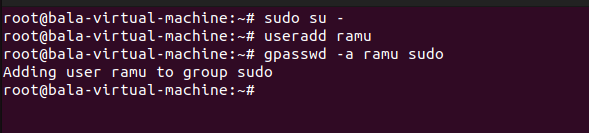 root@bala-virtual-machine:~# sudo su -
root@bala-virtual-machine:~# useradd ramu
root@bala-virtual-machine:~# gpasswd -a ramu sudo
Adding user ramu to group sudo
root@bala-virtual-machine:~#